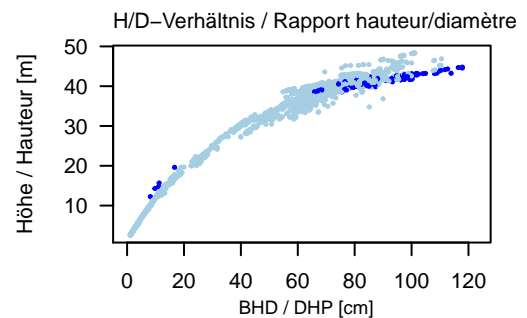 H/D−Verhältnis / Rapport hauteur/diamètre
Höhe / Hauteur [m]
50
40
30
20
10
0 20 40 60 80 100 120
BHD / DHP [cm]